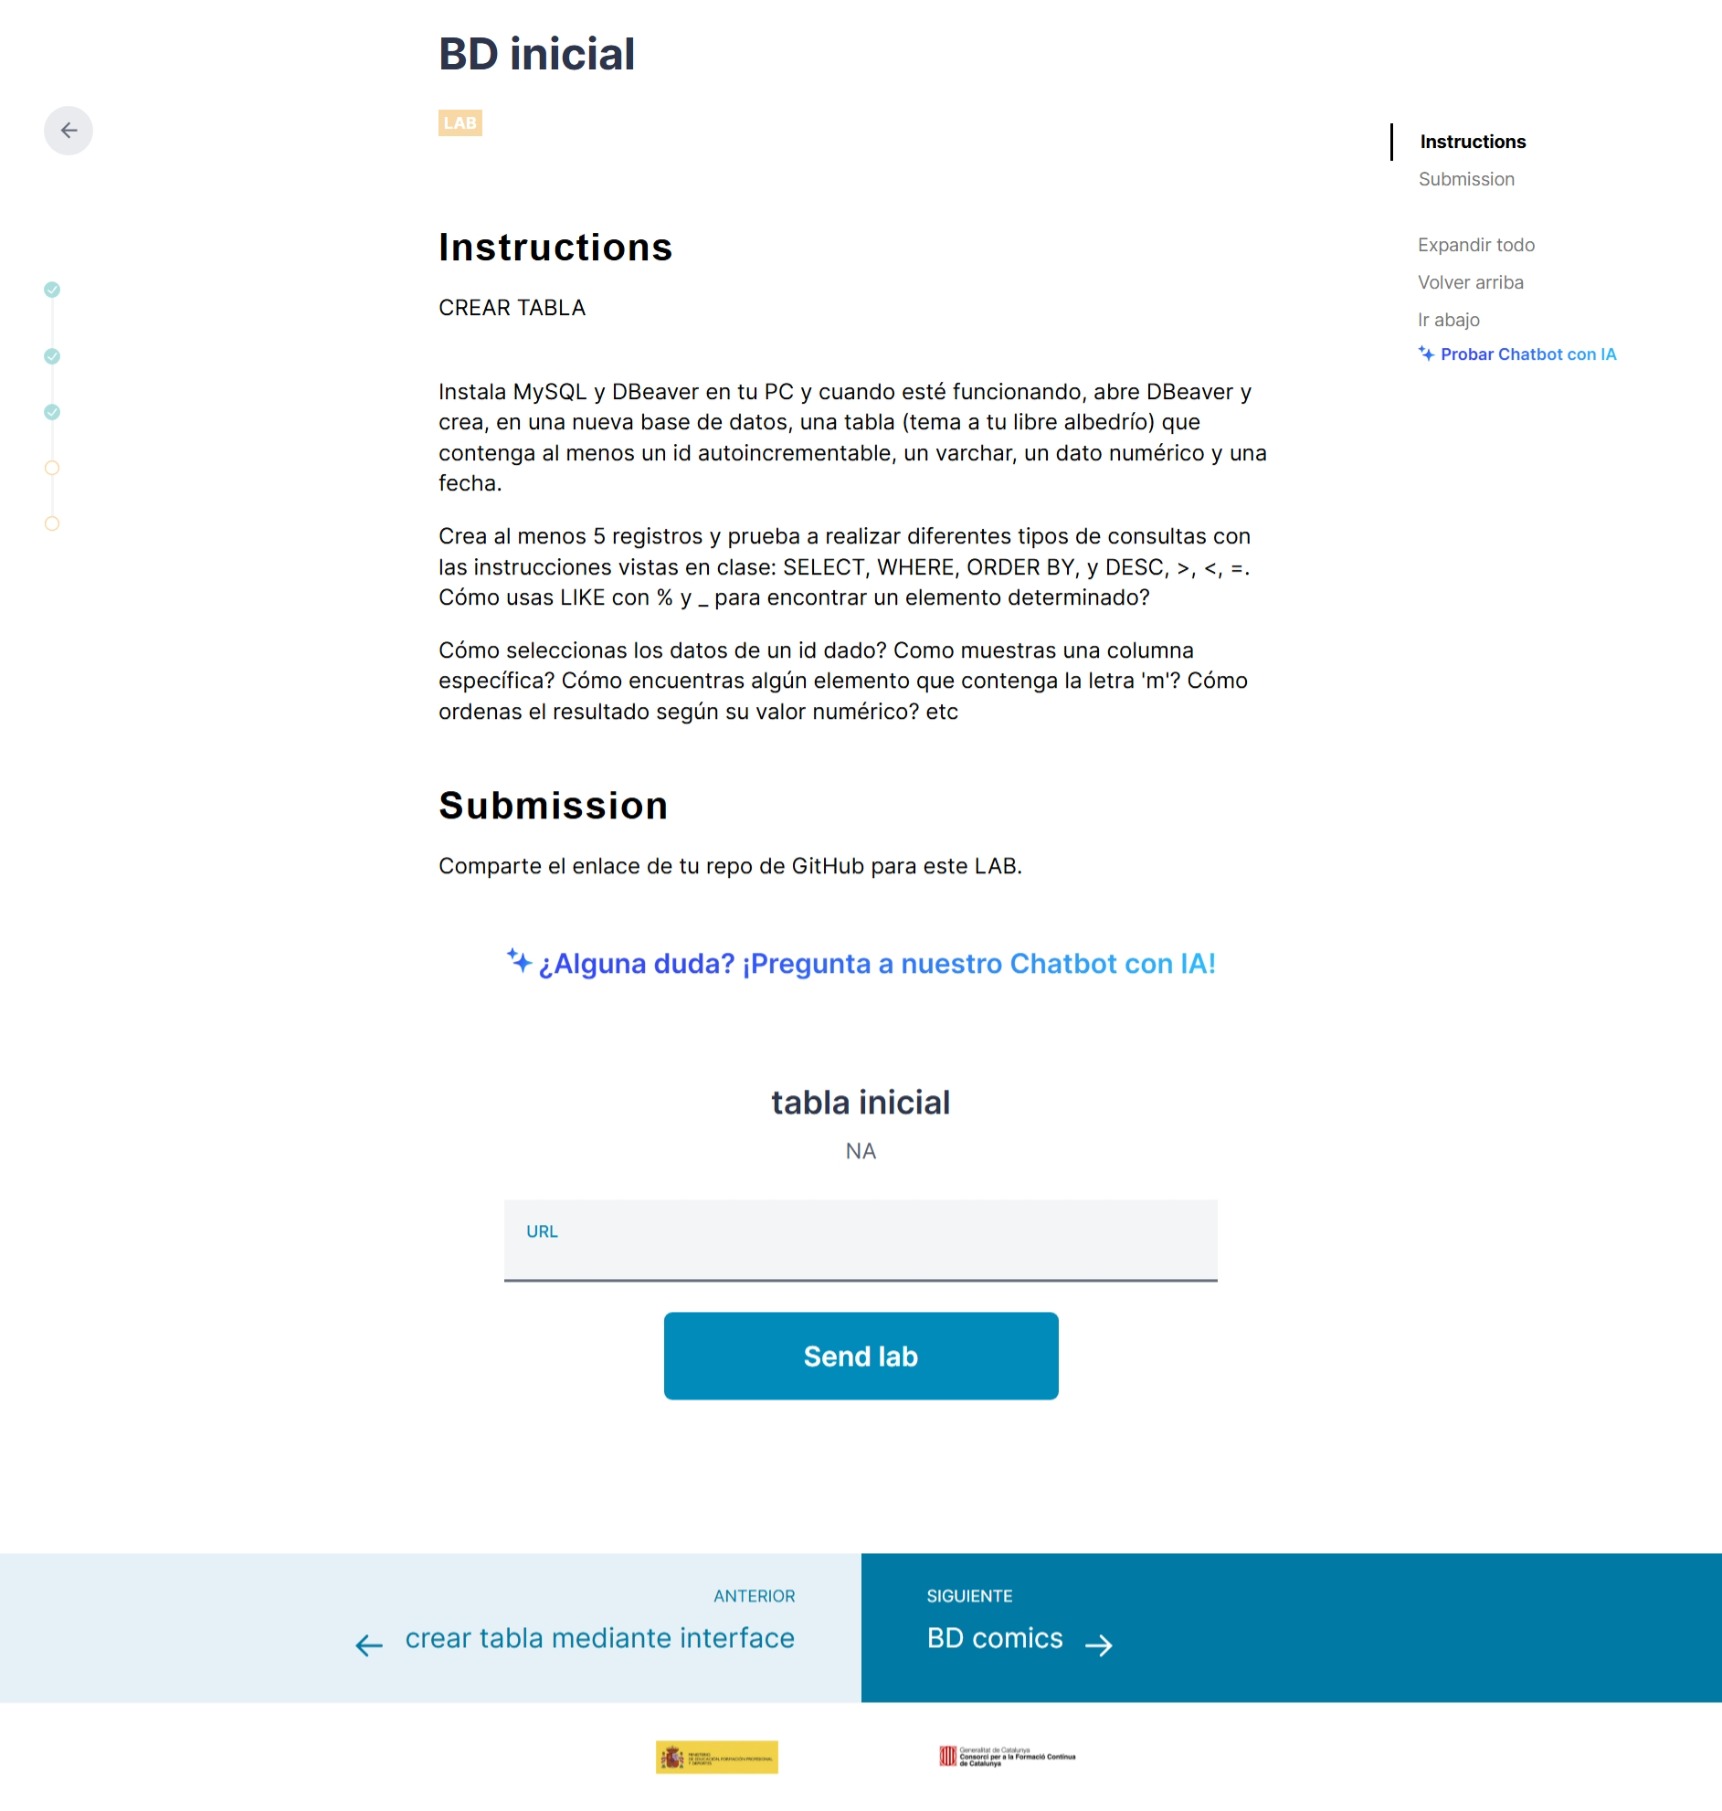 BD inicial
LAB
Instructions
Submission
Expandir todo
Volver arriba
Ir abajo
Probar Chatbot con IA
Instructions
CREAR TABLA
Instala MySQL y DBeaver en tu PC y cuando esté funcionando, abre DBeaver y
crea, en una nueva base de datos, una tabla (tema a tu libre albedrío) que
contenga al menos un id autoincrementable, un varchar, un dato numérico y una
fecha.
Crea al menos 5 registros y prueba a realizar diferentes tipos de consultas con
las instrucciones vistas en clase: SELECT, WHERE, ORDER BY, y DESC, >, <, =.
Cómo usas LIKE con % y _ para encontrar un elemento determinado?
Cómo seleccionas los datos de un id dado? Como muestras una columna
específica? Cómo encuentras algún elemento que contenga la letra 'm'? Cómo
ordenas el resultado según su valor numérico? etc
Submission
Comparte el enlace de tu repo de GitHub para este LAB.
¿Alguna duda? ¡Pregunta a nuestro Chatbot con IA!
tabla inicial
NA
URL
Send lab
ANTERIOR
crear tabla mediante interface
SIGUIENTE
BD comics
Generalitat de Catalunya
Consorci per a la Formació Contínua
de Catalunya